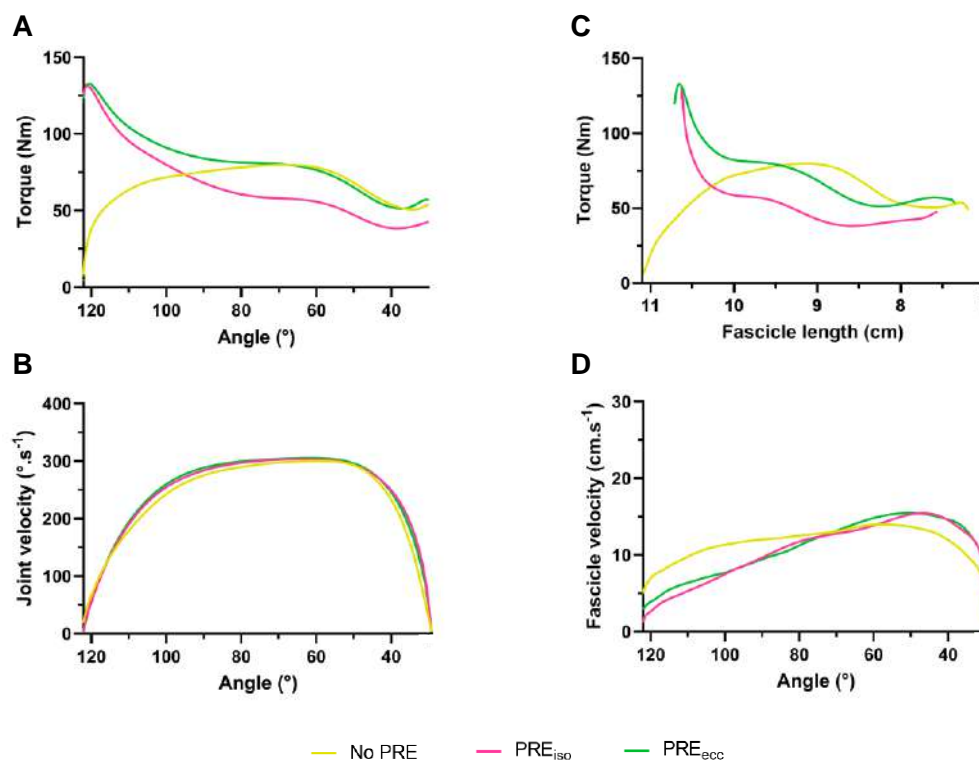 A
150
100
50
0
Torque (Nm)
120 100 80 60 40
Angle (°)
C
150
100
50
0
Torque (Nm)
11 10 9 8
Fascicle length (cm)
B
400
300
200
100
0
Joint velocity (°.s⁻¹)
120 100 80 60 40
Angle (°)
D
30
20
10
0
Fascicle velocity (cm.s⁻¹)
120 100 80 60 40
Angle (°)
No PRE PREiso PREecc